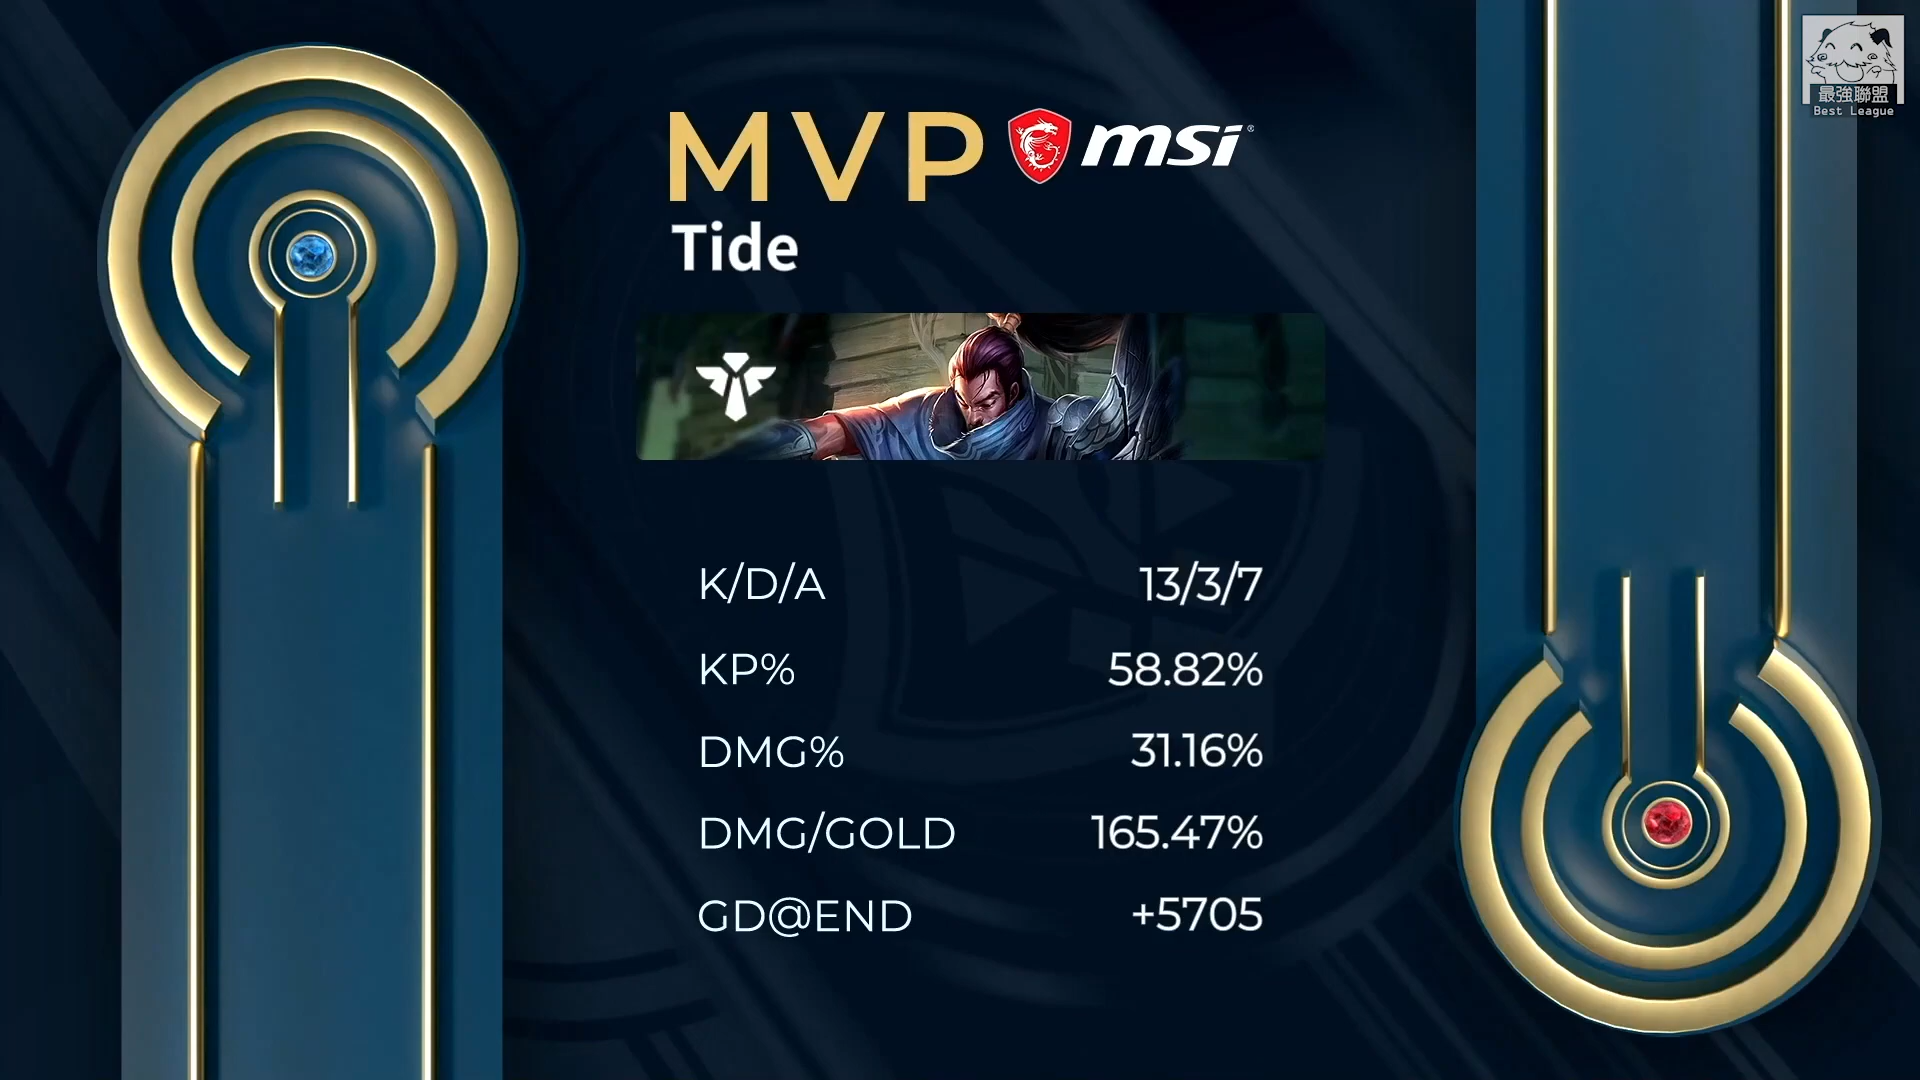 MVP msi®
Tide
K/D/A 13/3/7
KP% 58.82%
DMG% 31.16%
DMG/GOLD 165.47%
GD@END +5705
最強聯盟
Best League